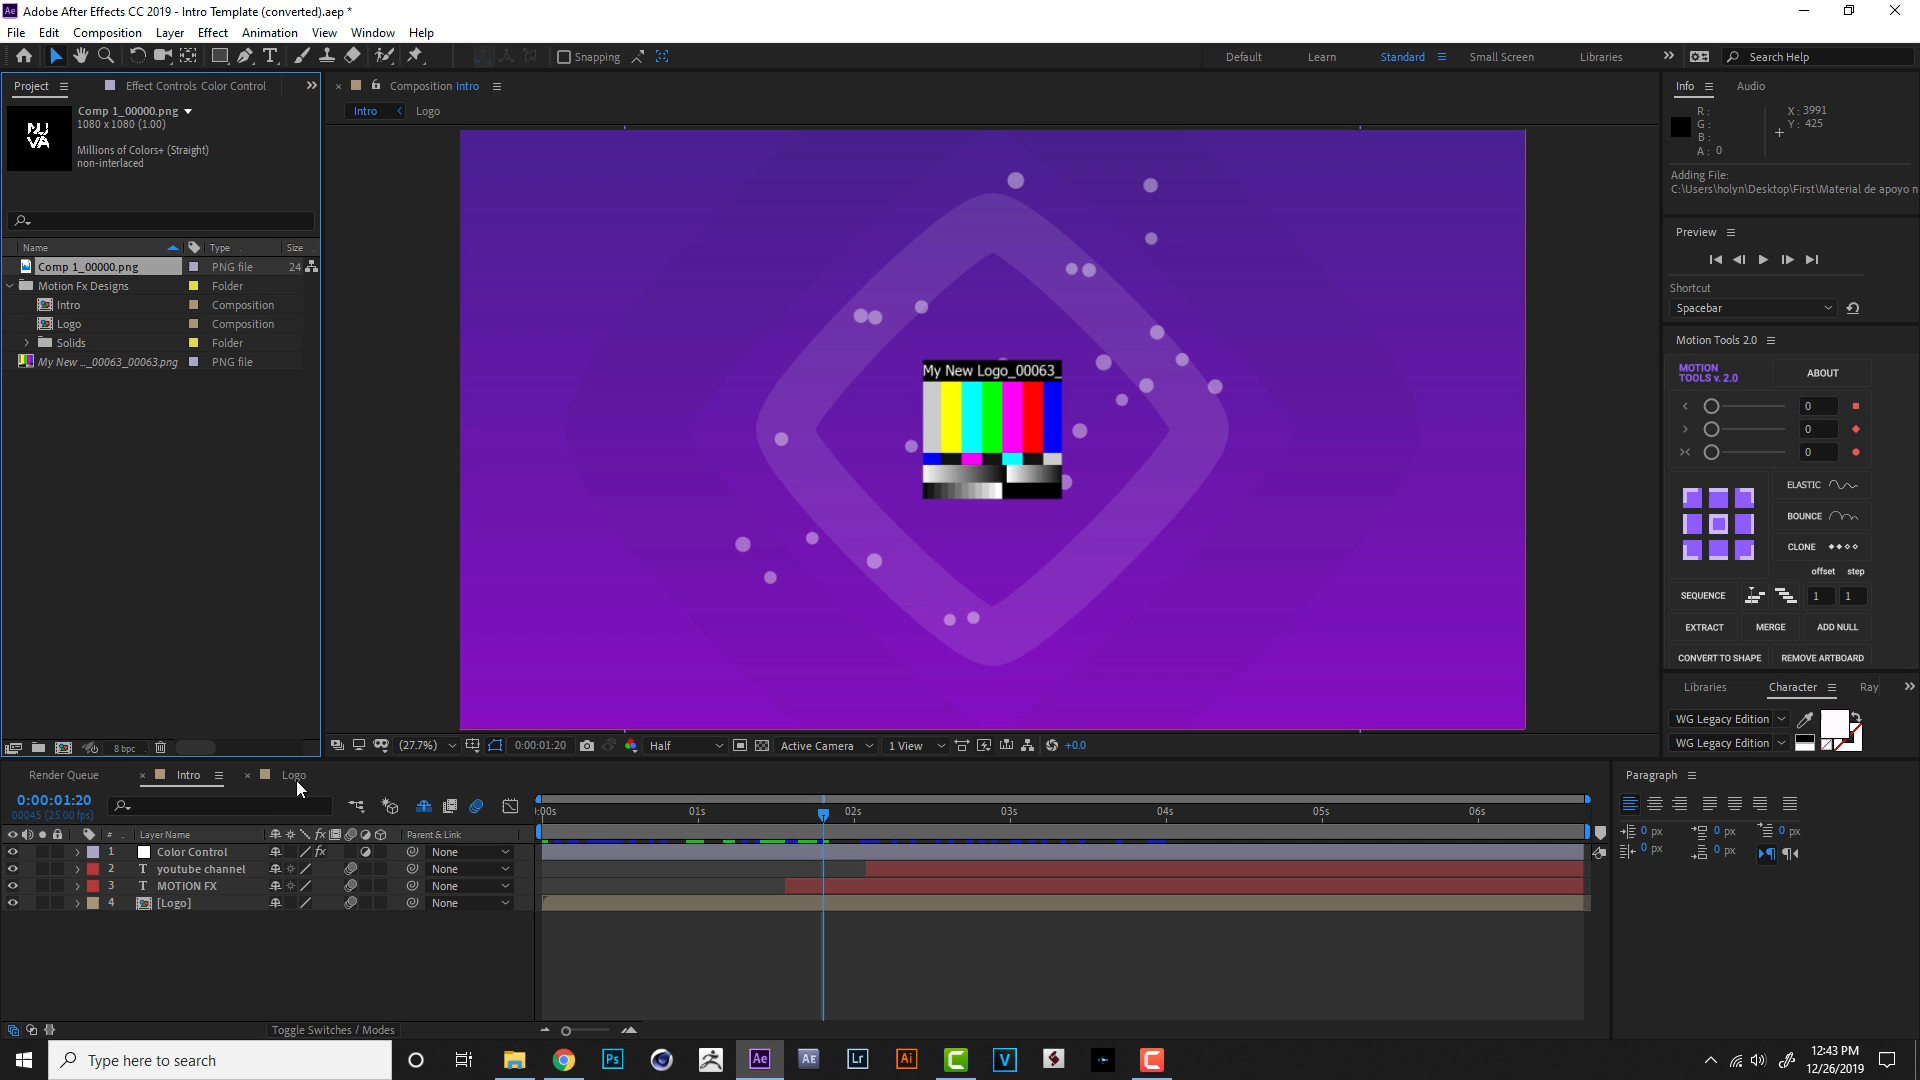 Adobe After Effects CC 2019 - Intro Template (converted).aep *
File Edit Composition Layer Effect Animation View Window Help
Snapping
Default Learn Standard Small Screen Libraries
Search Help
Project
Effect Controls Color Control
Comp 1_00000.png
1080 x 1080 (1.00)
Millions of Colors+ (Straight)
non-interlaced
NUVA
Name Type Size
Comp 1_00000.png PNG file 24
Motion Fx Designs Folder
Intro Composition
Logo Composition
Solids Folder
My New ..._00063_00063.png PNG file
8 bpc
Composition Intro
Intro Logo
My New Logo_00063_
(27.7%) 0:00:01:20 Half Active Camera 1 View +0.0
Info Audio
R:
G:
B:
A: 0
X: 3991
Y: 425
Adding File:
C:\Users\holyn\Desktop\First\Material de apoyo n
Preview
Shortcut
Spacebar
Motion Tools 2.0
MOTION
TOOLS v. 2.0
ABOUT
0
0
0
ELASTIC
BOUNCE
CLONE
offset step
SEQUENCE 1 1
EXTRACT MERGE ADD NULL
CONVERT TO SHAPE REMOVE ARTBOARD
Libraries Character Ray
WG Legacy Edition
WG Legacy Edition
Render Queue Intro Logo
0:00:01:20
00045 (25.00 fps)
# Layer Name Parent & Link
1 Color Control None
2 T youtube channel None
3 T MOTION FX None
4 [Logo] None
:00s 01s 02s 03s 04s 05s 06s
Toggle Switches / Modes
Paragraph
0 px 0 px 0 px
0 px 0 px
Type here to search
Ps Ae AE Lr Ai V
12:43 PM
12/26/2019